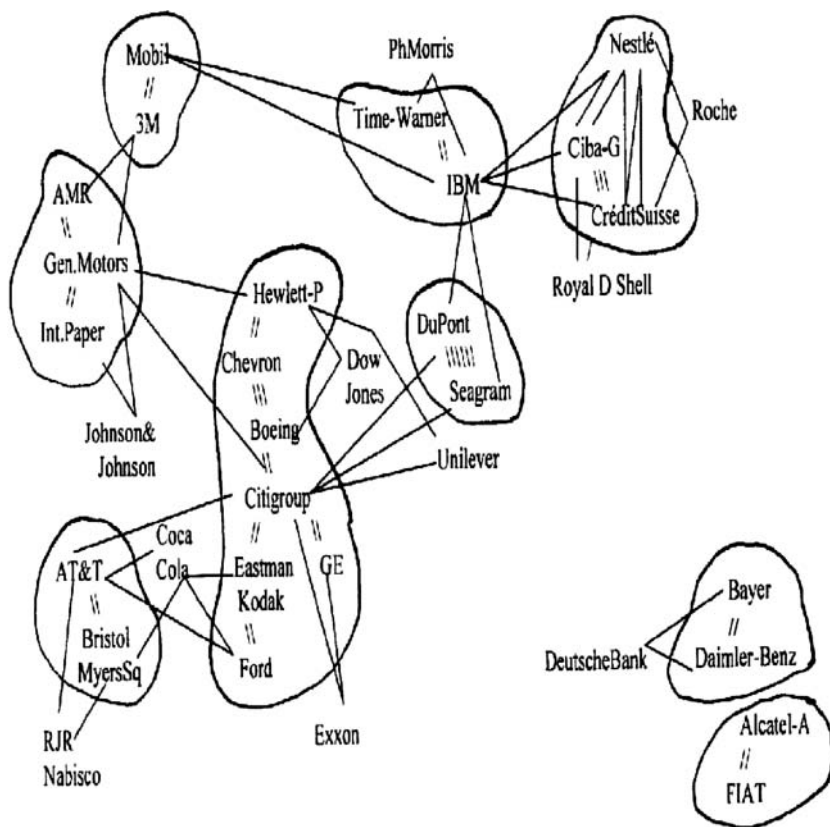 Mobil
3M
PhMorris
Time-Warner
IBM
Nestlé
Ciba-G
CréditSuisse
Roche
Royal D Shell
AMR
Gen.Motors
Int.Paper
Johnson&
Johnson
Hewlett-P
Chevron
Boeing
Citigroup
Eastman
Kodak
GE
Ford
Dow
Jones
DuPont
Seagram
Unilever
Coca
Cola
AT&T
Bristol
MyersSq
RJR
Nabisco
Exxon
DeutscheBank
Bayer
Daimler-Benz
Alcatel-A
FIAT